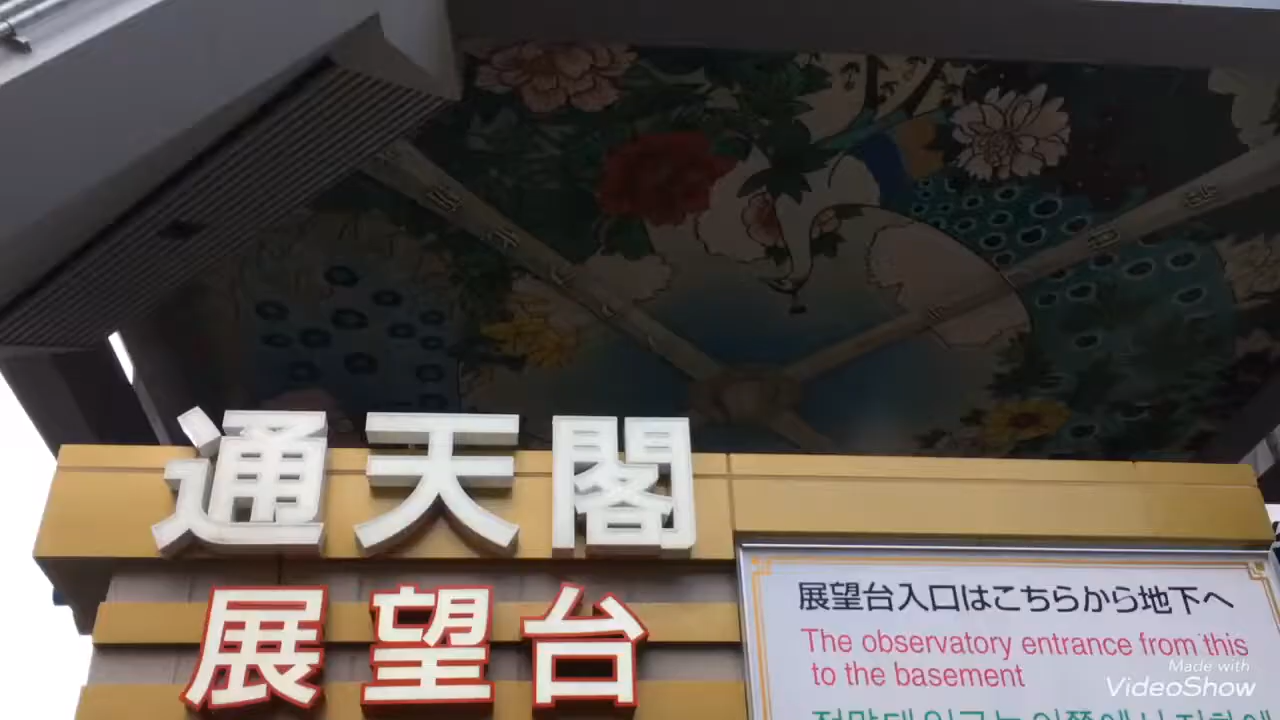 通天閣
展望台
展望台入口はこちらから地下へ
The observatory entrance from this
to the basement
Made with
VideoShow